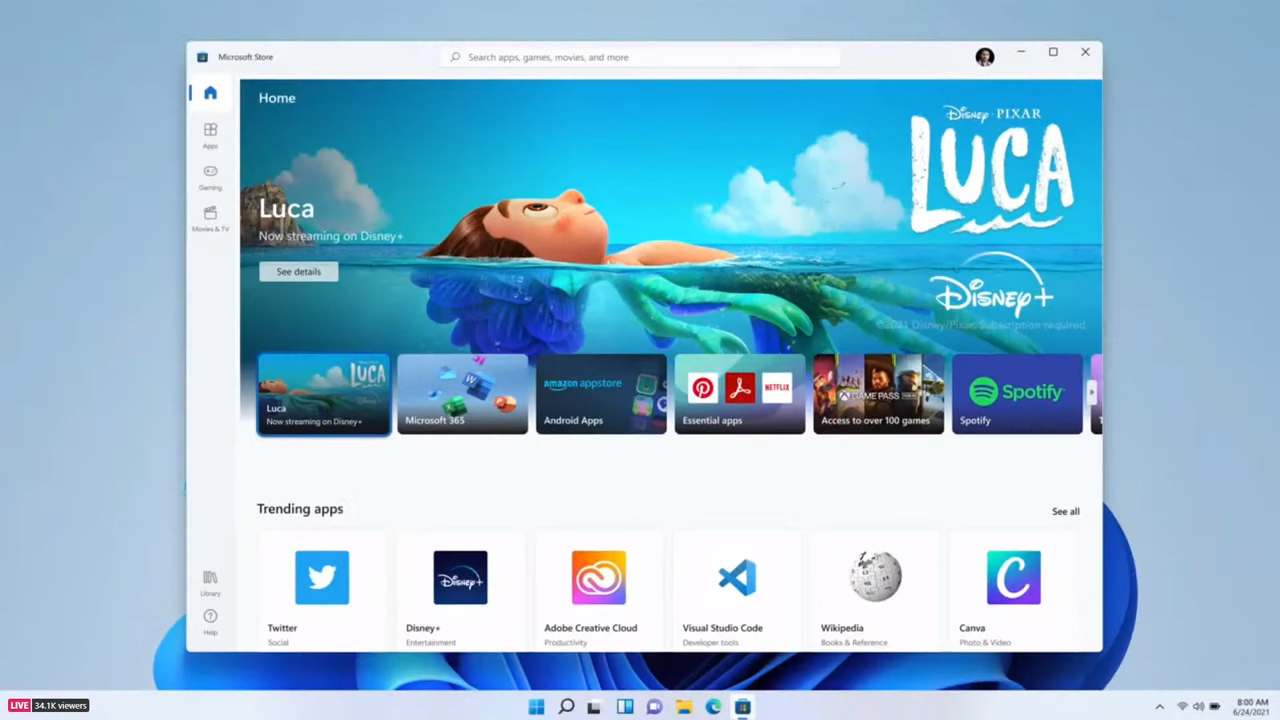 Microsoft Store
Search apps, games, movies, and more
Home
Apps
Gaming
Movies & TV
Disney · PIXAR
LUCA
Luca
Now streaming on Disney+
See details
Disney+
©2021 Disney/Pixar. Subscription required
LUCA
Luca
Now streaming on Disney+
Microsoft 365
amazon appstore
Android Apps
NETFLIX
Essential apps
GAME PASS
Access to over 100 games
Spotify
Spotify
Trending apps
See all
Disney+
Twitter
Social
Disney+
Entertainment
Adobe Creative Cloud
Productivity
Visual Studio Code
Developer tools
Wikipedia
Books & Reference
Canva
Photo & Video
Library
Help
LIVE 34.1K viewers
8:00 AM
6/24/2021